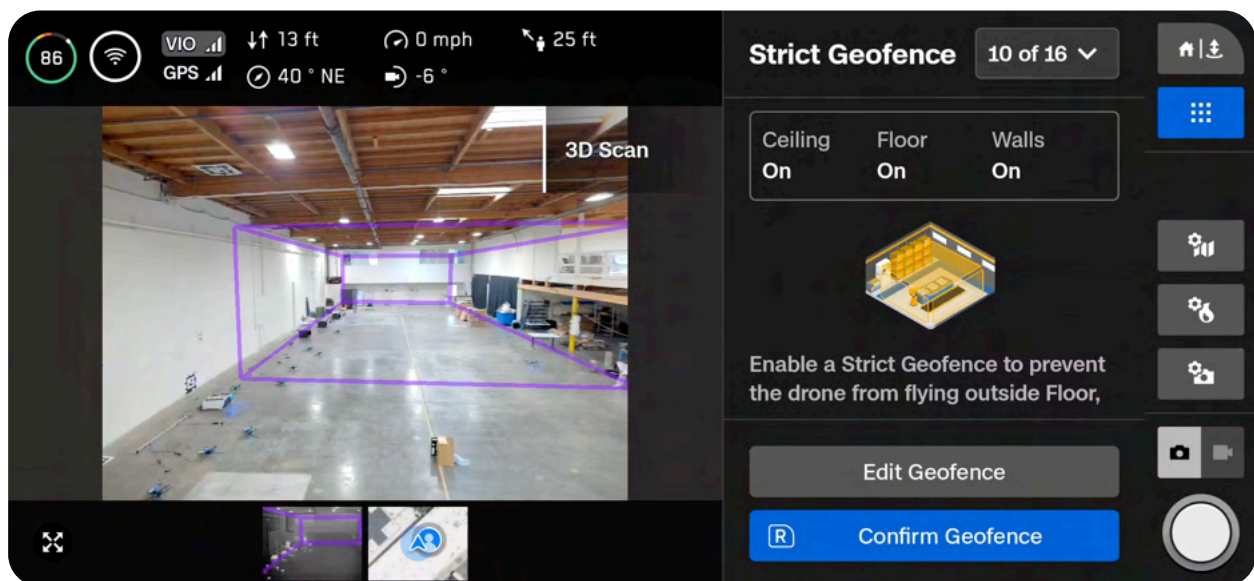 86
VIO
GPS
13 ft
40 ° NE
0 mph
-6 °
25 ft
3D Scan
Strict Geofence
10 of 16
Ceiling
Floor
Walls
On
On
On
Enable a Strict Geofence to prevent
the drone from flying outside Floor,
Edit Geofence
R
Confirm Geofence